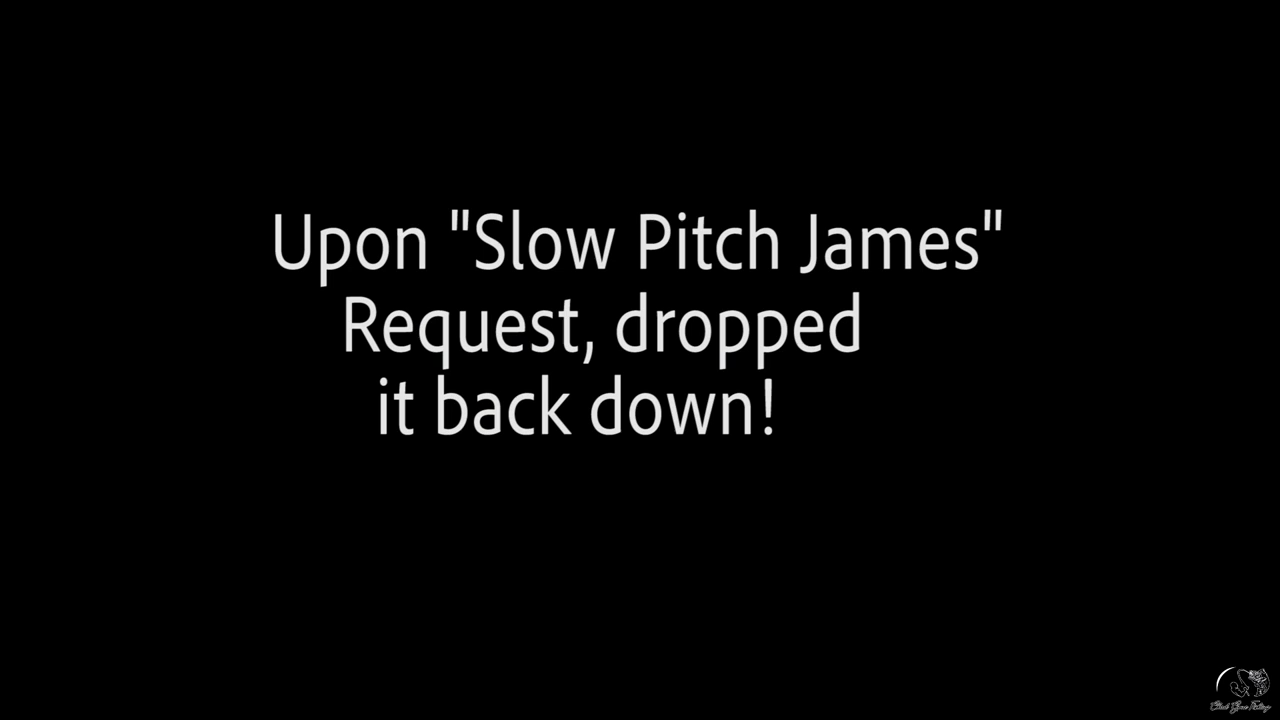 Upon "Slow Pitch James"
Request, dropped
it back down!